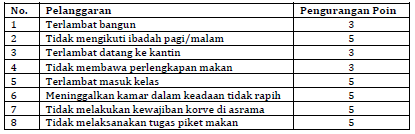 No. Pelanggaran Pengurangan Poin
1 Terlambat bangun 3
2 Tidak mengikuti ibadah pagi/malam 5
3 Terlambat datang ke kantin 3
4 Tidak membawa perlengkapan makan 3
5 Terlambat masuk kelas 5
6 Meninggalkan kamar dalam keadaan tidak rapih 5
7 Tidak melakukan kewajiban korve di asrama 5
8 Tidak melaksanakan tugas piket makan 5